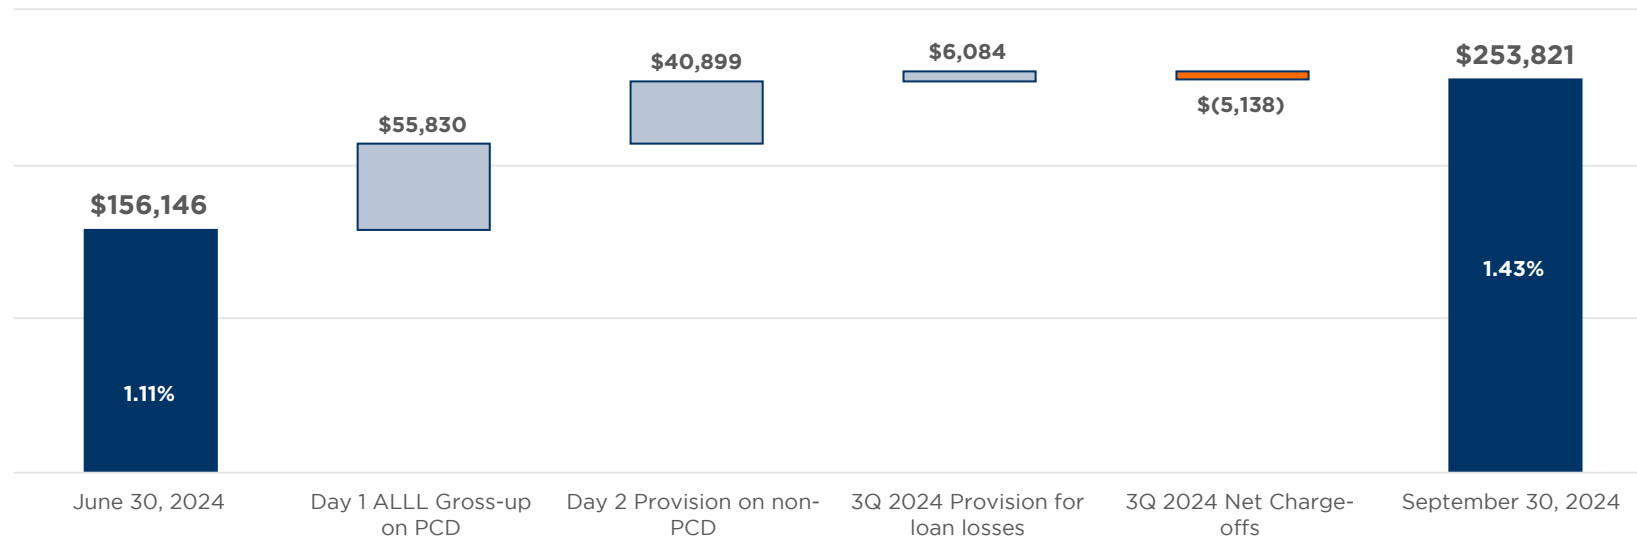 $156,146
$55,830
$40,899
$6,084
$(5,138)
$253,821
1.11%
1.43%
June 30, 2024
Day 1 ALLL Gross-up
on PCD
Day 2 Provision on non-
PCD
3Q 2024 Provision for
loan losses
3Q 2024 Net Charge-
offs
September 30, 2024